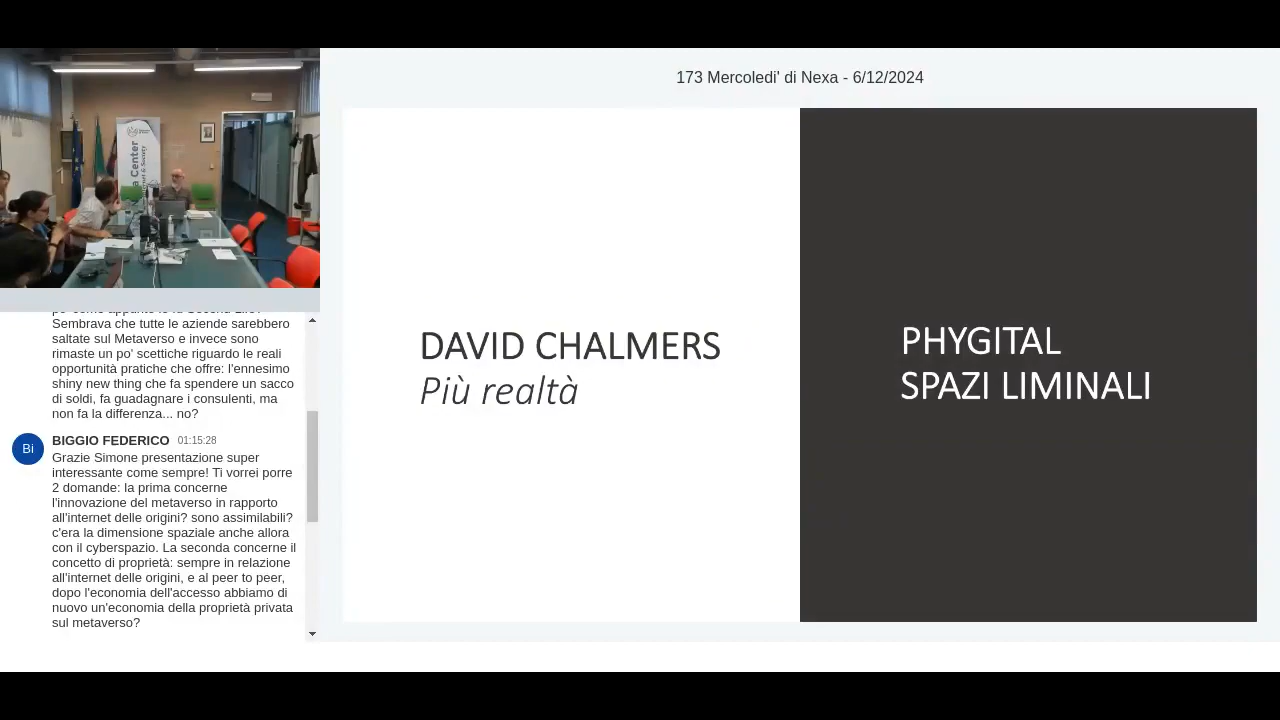 173 Mercoledi' di Nexa - 6/12/2024
DAVID CHALMERS
Più realtà
PHYGITAL
SPAZI LIMINALI
Center
Sembrava che tutte le aziende sarebbero
saltate sul Metaverso e invece sono
rimaste un po' scettiche riguardo le reali
opportunità pratiche che offre: l'ennesimo
shiny new thing che fa spendere un sacco
di soldi, fa guadagnare i consulenti, ma
non fa la differenza... no?
Bi
BIGGIO FEDERICO 01:15:28
Grazie Simone presentazione super
interessante come sempre! Ti vorrei porre
2 domande: la prima concerne
l'innovazione del metaverso in rapporto
all'internet delle origini? sono assimilabili?
c'era la dimensione spaziale anche allora
con il cyberspazio. La seconda concerne il
concetto di proprietà: sempre in relazione
all'internet delle origini, e al peer to peer,
dopo l'economia dell'accesso abbiamo di
nuovo un'economia della proprietà privata
sul metaverso?